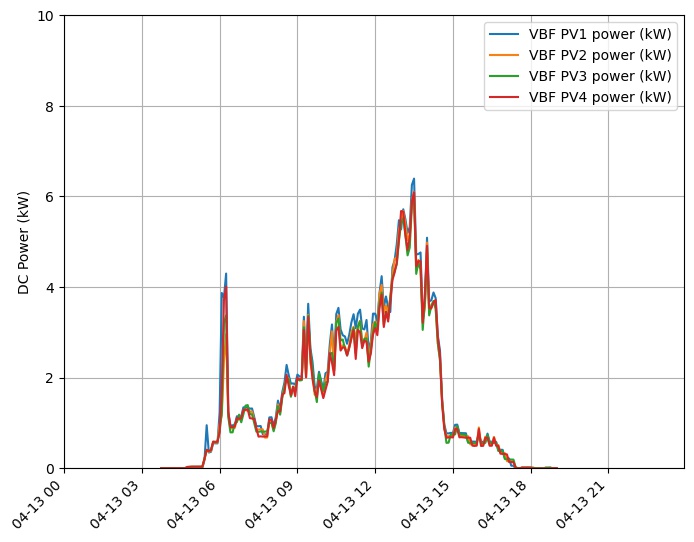 10
VBF PV1 power (kW)
VBF PV2 power (kW)
VBF PV3 power (kW)
VBF PV4 power (kW)
8
6
4
2
0
DC Power (kW)
04-13 00
04-13 03
04-13 06
04-13 09
04-13 12
04-13 15
04-13 18
04-13 21